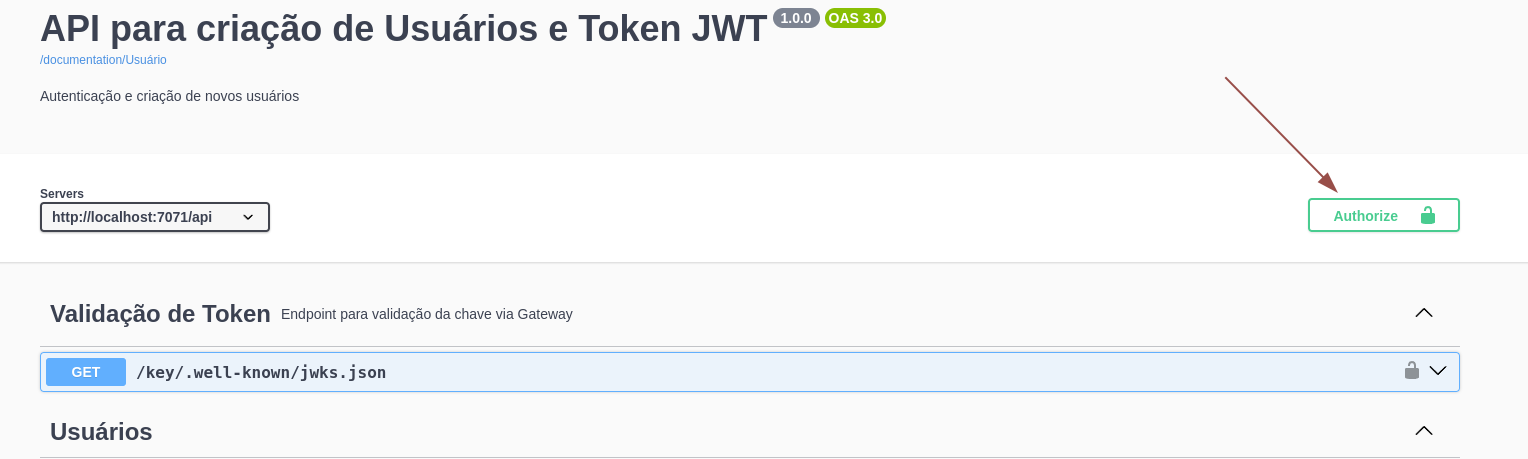 API para criação de Usuários e Token JWT 1.0.0 OAS 3.0
/documentation/Usuário
Autenticação e criação de novos usuários
Servers
http://localhost:7071/api
Authorize
Validação de Token Endpoint para validação da chave via Gateway
GET /key/.well-known/jwks.json
Usuários